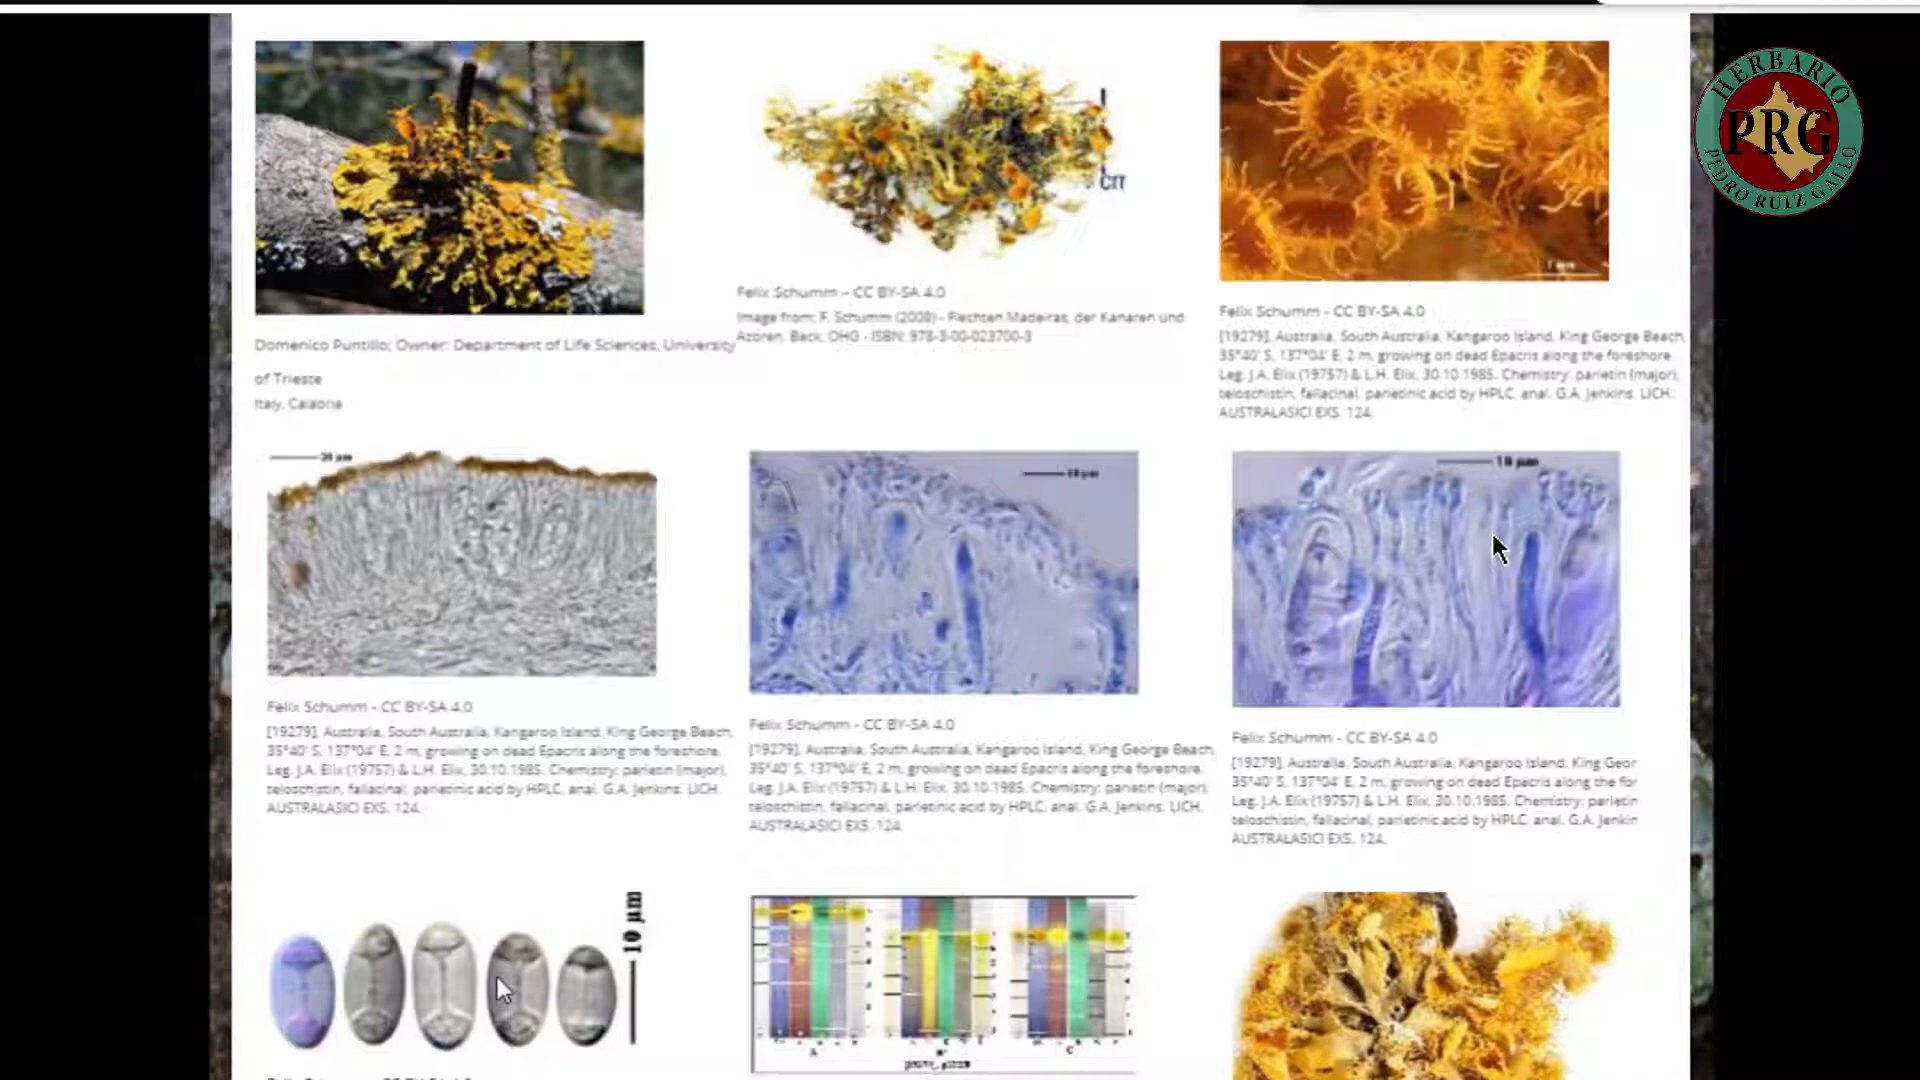 HERBARIO
PRG
PEDRO RUIZ GALLO
CIT
1 mm
Domenico Puntillo; Owner: Department of Life Sciences, University
of Trieste
Italy, Calabria
Felix Schumm – CC BY-SA 4.0
Image from: F. Schumm (2008) - Flechten Madeiras, der Kanaren und
Azoren. Beck, OHG - ISBN: 978-3-00-023700-3
Felix Schumm - CC BY-SA 4.0
[19279], Australia, South Australia, Kangaroo Island, King George Beach,
35°40' S, 137°04' E, 2 m, growing on dead Epacris along the foreshore.
Leg. J.A. Elix (19757) & L.H. Elix, 30.10.1985. Chemistry: parietin (major),
teloschistin, fallacinal, parietinic acid by HPLC, anal. G.A. Jenkins. LICH.
AUSTRALASICI EXS. 124.
10 µm
Felix Schumm - CC BY-SA 4.0
[19279], Australia, South Australia, Kangaroo Island, King George Beach,
35°40' S, 137°04' E, 2 m, growing on dead Epacris along the foreshore.
Leg. J.A. Elix (19757) & L.H. Elix, 30.10.1985. Chemistry: parietin (major),
teloschistin, fallacinal, parietinic acid by HPLC, anal. G.A. Jenkins. LICH.
AUSTRALASICI EXS. 124.
Felix Schumm - CC BY-SA 4.0
[19279], Australia, South Australia, Kangaroo Island, King George Beach,
35°40' S, 137°04' E, 2 m, growing on dead Epacris along the foreshore.
Leg. J.A. Elix (19757) & L.H. Elix, 30.10.1985. Chemistry: parietin (major)
teloschistin, fallacinal, parietinic acid by HPLC, anal. G.A. Jenkins. LICH.
AUSTRALASICI EXS. 124.
Felix Schumm - CC BY-SA 4.0
[19279], Australia, South Australia, Kangaroo Island, King Geor
35°40' S, 137°04' E, 2 m, growing on dead Epacris along the for
Leg. J.A. Elix (19757) & L.H. Elix, 30.10.1985. Chemistry: parietin
teloschistin, fallacinal, parietinic acid by HPLC, anal. G.A. Jenkin
AUSTRALASICI EXS. 124.
10 µm
A
C